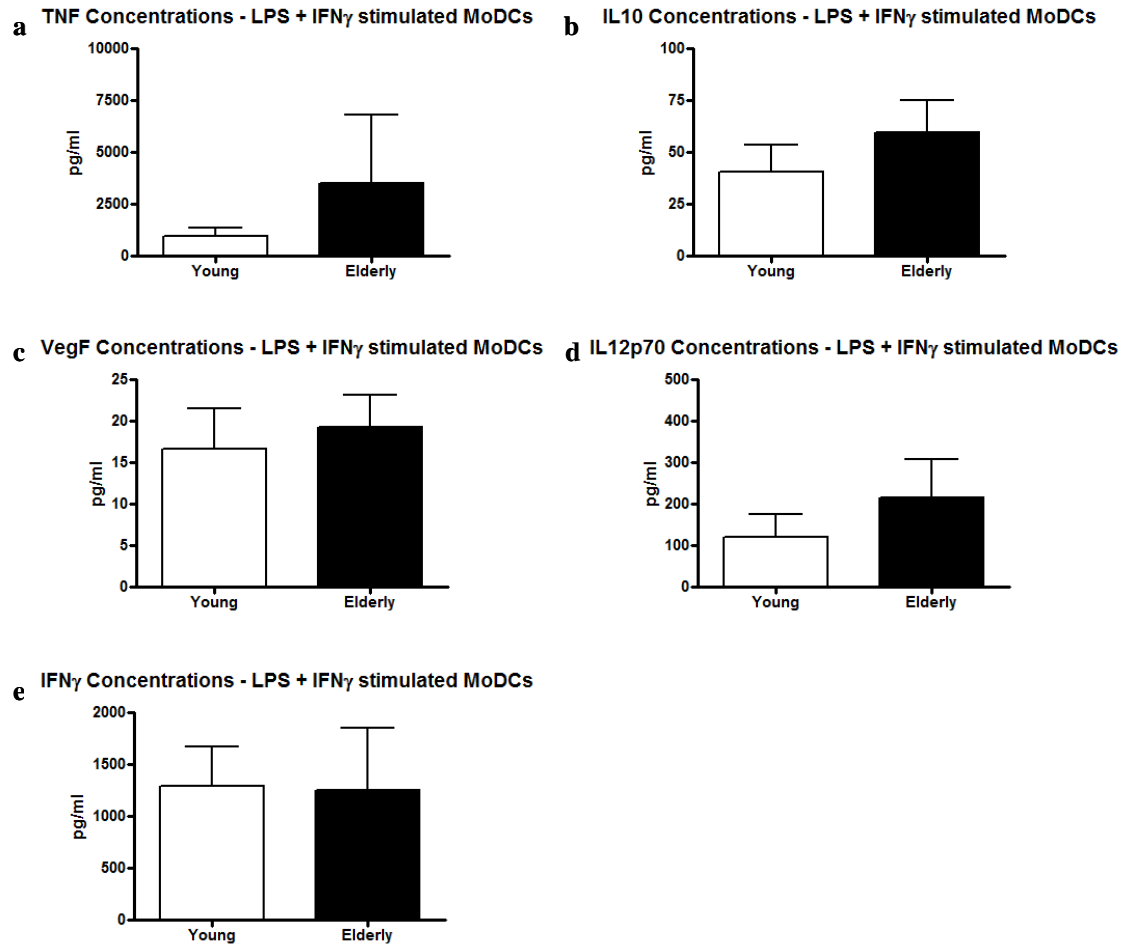 a TNF Concentrations - LPS + IFNγ stimulated MoDCs
10000
7500
5000
2500
0
pg/ml
Young Elderly
b IL10 Concentrations - LPS + IFNγ stimulated MoDCs
100
75
50
25
0
pg/ml
Young Elderly
c VegF Concentrations - LPS + IFNγ stimulated MoDCs
25
20
15
10
5
0
pg/ml
Young Elderly
d IL12p70 Concentrations - LPS + IFNγ stimulated MoDCs
500
400
300
200
100
0
pg/ml
Young Elderly
e IFNγ Concentrations - LPS + IFNγ stimulated MoDCs
2000
1500
1000
500
0
pg/ml
Young Elderly